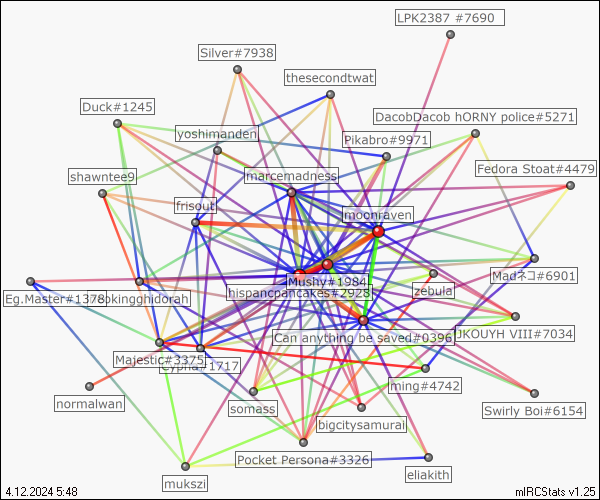 LPK2387 #7690
Silver#7938
thesecondtwat
Duck#1245
DacobDacob hORNY police#5271
yoshimanden
Pikabro#9971
shawntee9
marcemadness
Fedora Stoat#4479
frisout
moonraven
Mushy#1984
Madネコ#6901
Eg.Master#1378
okingghidorah
hispancpancakes#2928
zebula
Can anything be saved#0396
JKOUYH VIII#7034
Majestic#3375
1717
ming#4742
normalwan
somass
bigcitysamurai
Swirly Boi#6154
Pocket Persona#3326
mukszi
eliakith
4.12.2024 5:48
mIRCStats v1.25